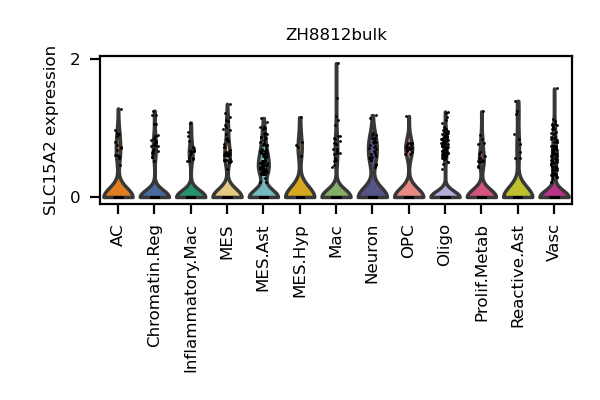 ZH8812bulk
SLC15A2 expression
2
0
AC
Chromatin.Reg
Inflammatory.Mac
MES
MES.Ast
MES.Hyp
Mac
Neuron
OPC
Oligo
Prolif.Metab
Reactive.Ast
Vasc